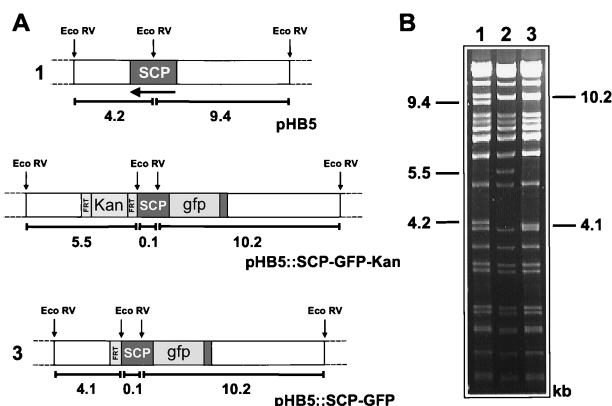 A
Eco RV Eco RV Eco RV
1
SCP
4.2 9.4
pHB5
Eco RV Eco RV Eco RV
FRT Kan FRT SCP gfp
5.5 0.1 10.2
pHB5::SCP-GFP-Kan
Eco RV Eco RV Eco RV
3
FRT SCP gfp
4.1 0.1 10.2
pHB5::SCP-GFP
B
1 2 3
9.4
10.2
5.5
4.2
4.1
kb